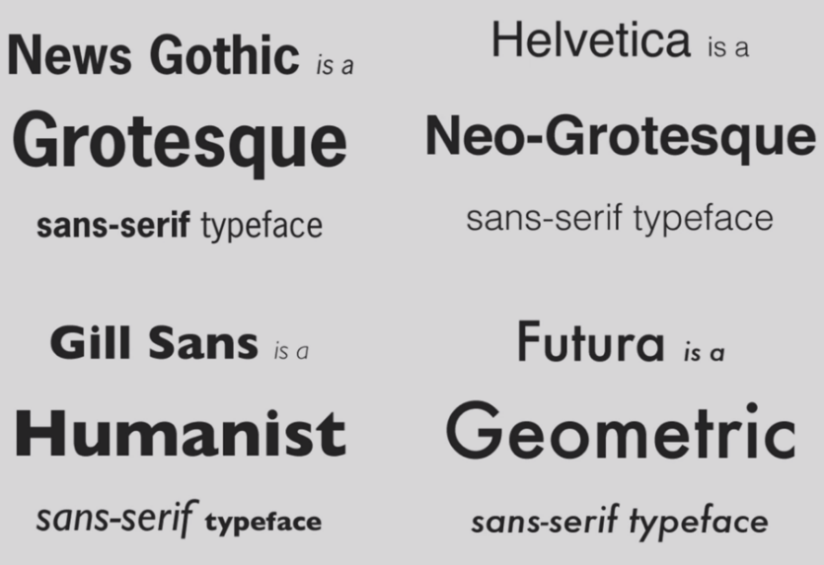 News Gothic is a
Grotesque
sans-serif typeface
Helvetica is a
Neo-Grotesque
sans-serif typeface
Gill Sans is a
Humanist
sans-serif typeface
Futura is a
Geometric
sans-serif typeface